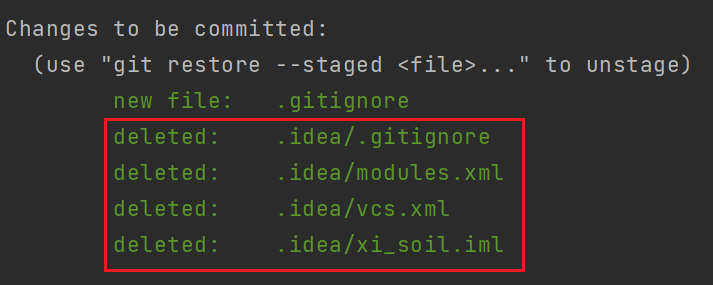 Changes to be committed:
(use "git restore --staged <file>..." to unstage)
new file: .gitignore
deleted: .idea/.gitignore
deleted: .idea/modules.xml
deleted: .idea/vcs.xml
deleted: .idea/xi_soil.iml